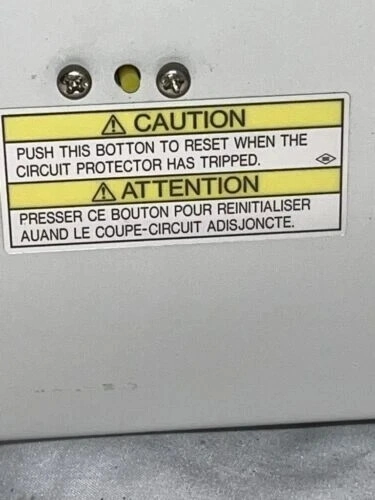 ⚠ CAUTION
PUSH THIS BOTTON TO RESET WHEN THE
CIRCUIT PROTECTOR HAS TRIPPED.
⚠ ATTENTION
PRESSER CE BOUTON POUR REINITIALISER
AUAND LE COUPE-CIRCUIT ADISJONCTE.